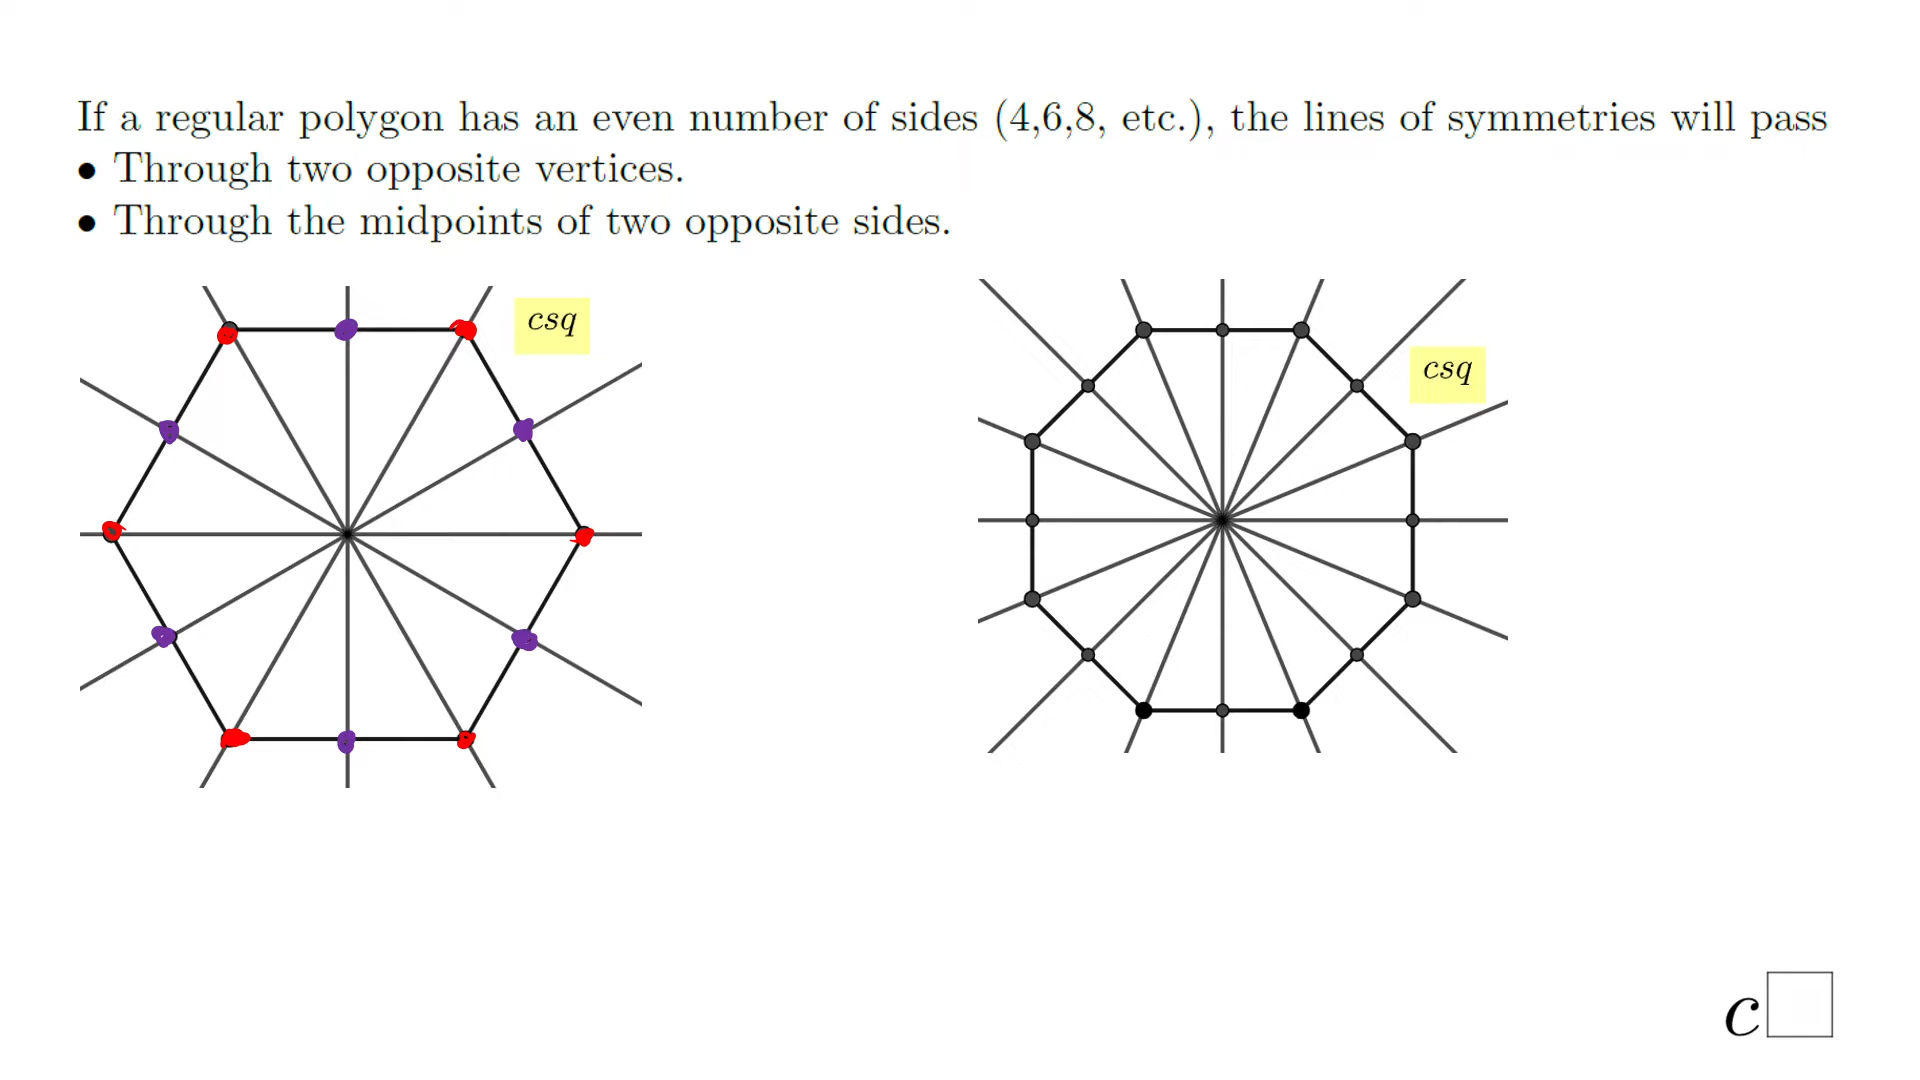 If a regular polygon has an even number of sides (4,6,8, etc.), the lines of symmetries will pass
• Through two opposite vertices.
• Through the midpoints of two opposite sides.
csq
csq
c